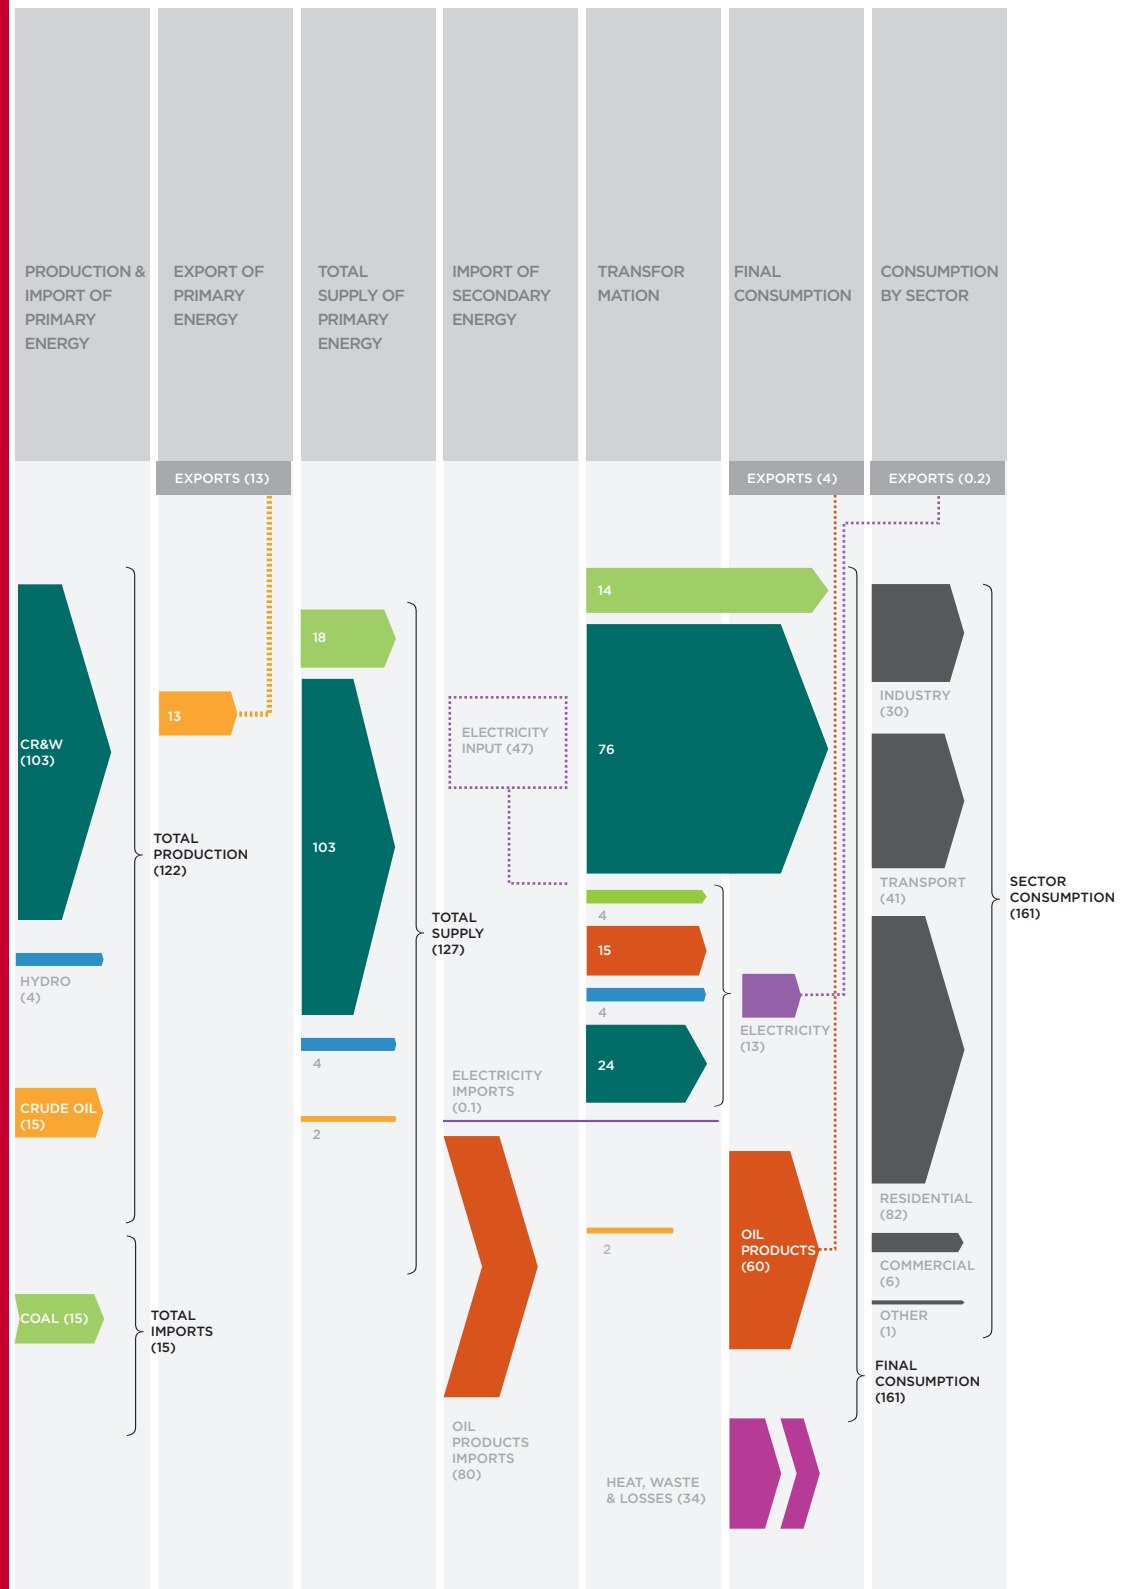 PRODUCTION &
IMPORT OF
PRIMARY
ENERGY
EXPORT OF
PRIMARY
ENERGY
TOTAL
SUPPLY OF
PRIMARY
ENERGY
IMPORT OF
SECONDARY
ENERGY
TRANSFOR
MATION
FINAL
CONSUMPTION
CONSUMPTION
BY SECTOR
EXPORTS (13)
EXPORTS (4)
EXPORTS (0.2)
CR&W
(103)
HYDRO
(4)
CRUDE OIL
(15)
COAL (15)
TOTAL
PRODUCTION
(122)
TOTAL
IMPORTS
(15)
13
18
103
4
2
TOTAL
SUPPLY
(127)
ELECTRICITY
INPUT (47)
ELECTRICITY
IMPORTS
(0.1)
OIL
PRODUCTS
IMPORTS
(80)
14
76
4
15
4
24
2
HEAT, WASTE
& LOSSES (34)
ELECTRICITY
(13)
OIL
PRODUCTS
(60)
FINAL
CONSUMPTION
(161)
INDUSTRY
(30)
TRANSPORT
(41)
RESIDENTIAL
(82)
COMMERCIAL
(6)
OTHER
(1)
SECTOR
CONSUMPTION
(161)